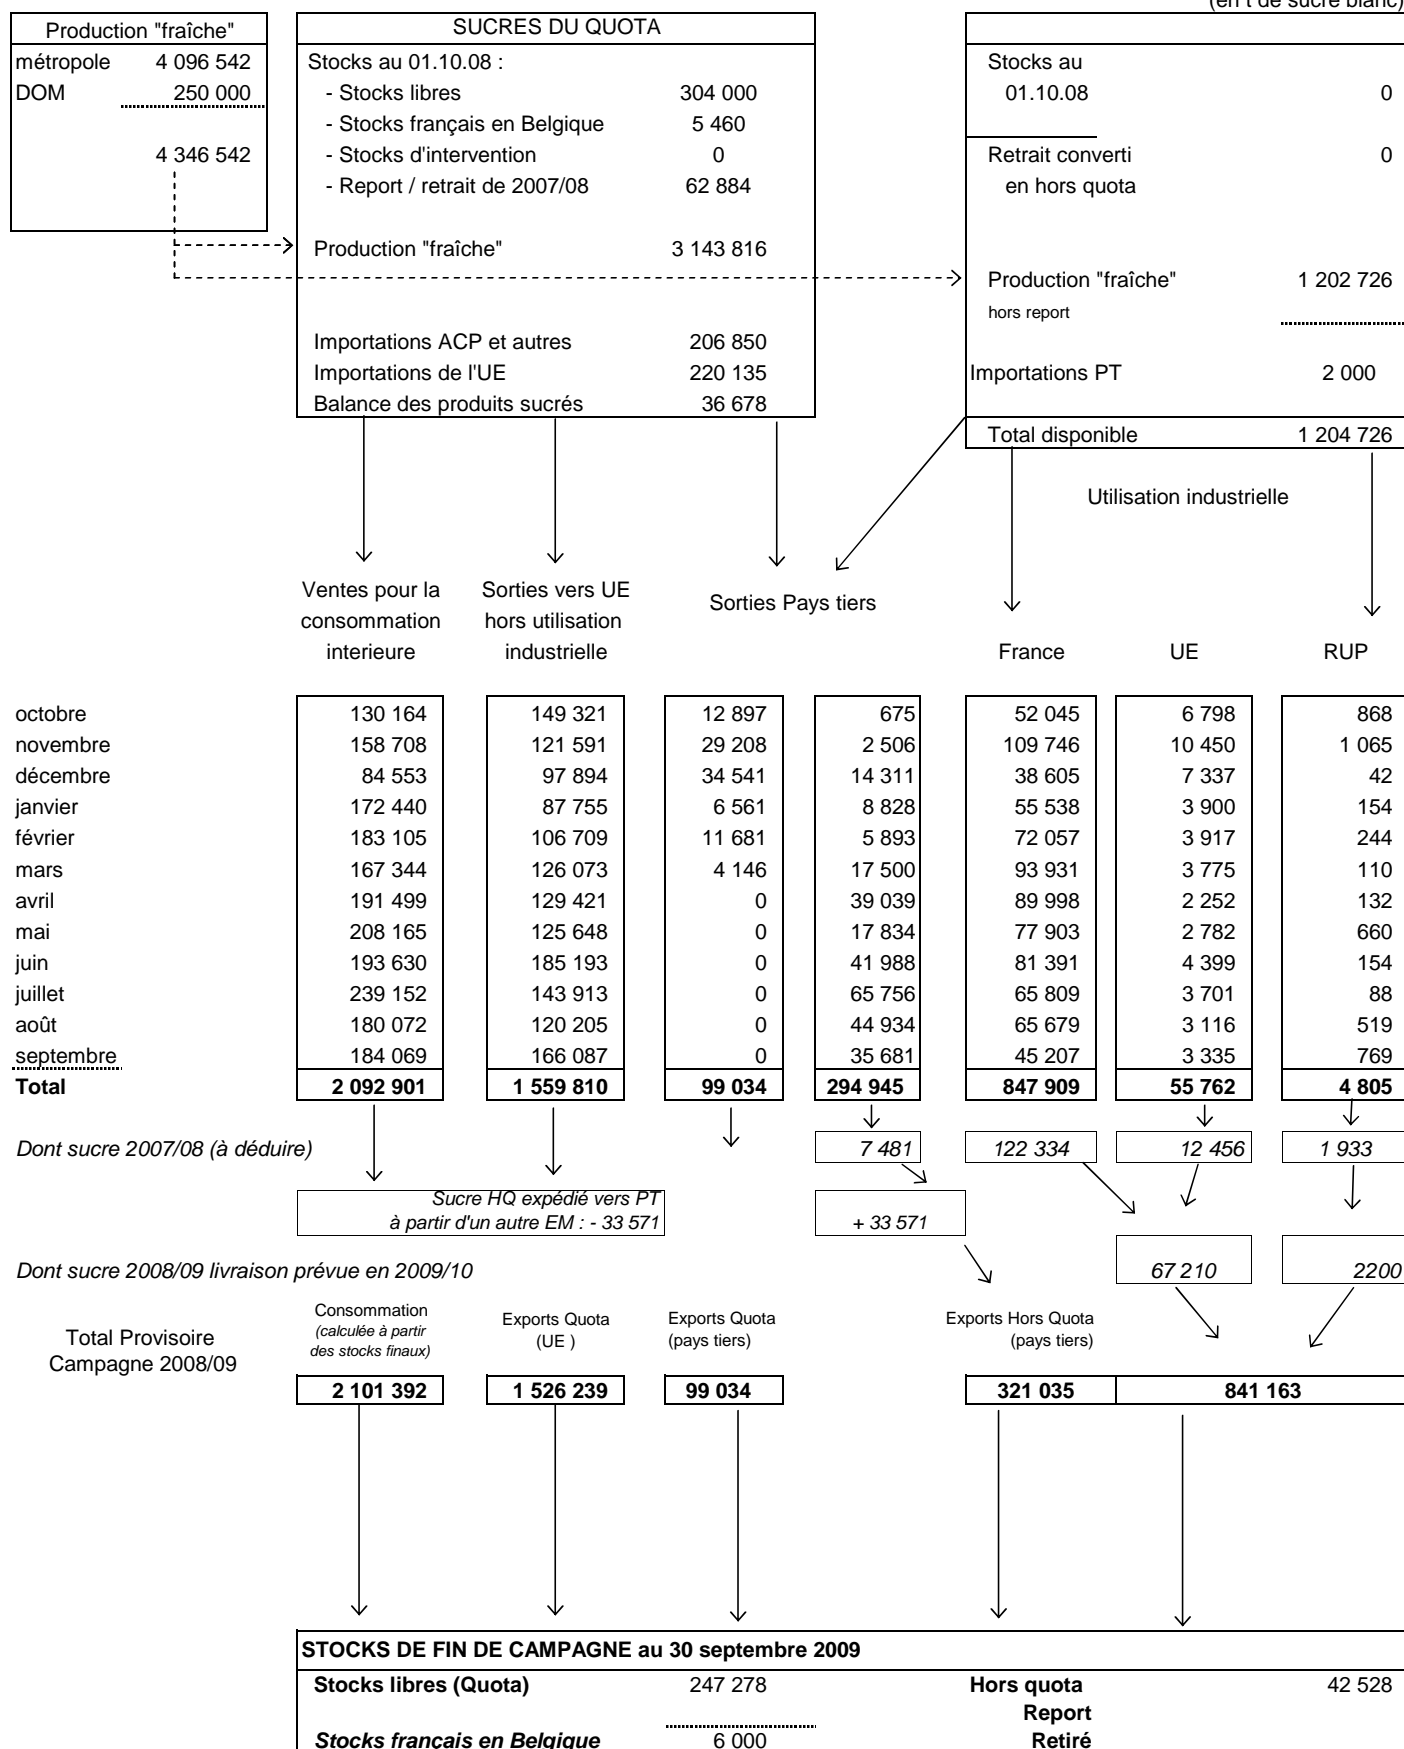 (en t de sucre blanc)
Production "fraîche"
métropole 4 096 542
DOM 250 000
4 346 542
SUCRES DU QUOTA
Stocks au 01.10.08 :
- Stocks libres 304 000
- Stocks français en Belgique 5 460
- Stocks d'intervention 0
- Report / retrait de 2007/08 62 884
Production "fraîche" 3 143 816
Importations ACP et autres 206 850
Importations de l'UE 220 135
Balance des produits sucrés 36 678
Stocks au
01.10.08 0
Retrait converti 0
en hors quota
Production "fraîche" 1 202 726
hors report
Importations PT 2 000
Total disponible 1 204 726
Utilisation industrielle
Ventes pour la
consommation
interieure
Sorties vers UE
hors utilisation
industrielle
Sorties Pays tiers
France UE RUP
octobre 130 164 149 321 12 897 675 52 045 6 798 868
novembre 158 708 121 591 29 208 2 506 109 746 10 450 1 065
décembre 84 553 97 894 34 541 14 311 38 605 7 337 42
janvier 172 440 87 755 6 561 8 828 55 538 3 900 154
février 183 105 106 709 11 681 5 893 72 057 3 917 244
mars 167 344 126 073 4 146 17 500 93 931 3 775 110
avril 191 499 129 421 0 39 039 89 998 2 252 132
mai 208 165 125 648 0 17 834 77 903 2 782 660
juin 193 630 185 193 0 41 988 81 391 4 399 154
juillet 239 152 143 913 0 65 756 65 809 3 701 88
août 180 072 120 205 0 44 934 65 679 3 116 519
septembre 184 069 166 087 0 35 681 45 207 3 335 769
Total 2 092 901 1 559 810 99 034 294 945 847 909 55 762 4 805
Dont sucre 2007/08 (à déduire) 7 481 122 334 12 456 1 933
Sucre HQ expédié vers PT
à partir d'un autre EM : - 33 571 + 33 571
Dont sucre 2008/09 livraison prévue en 2009/10 67 210 2200
Total Provisoire
Campagne 2008/09
Consommation
(calculée à partir
des stocks finaux)
Exports Quota
(UE )
Exports Quota
(pays tiers)
Exports Hors Quota
(pays tiers)
2 101 392 1 526 239 99 034 321 035 841 163
STOCKS DE FIN DE CAMPAGNE au 30 septembre 2009
Stocks libres (Quota) 247 278 Hors quota 42 528
Report
Stocks français en Belgique 6 000 Retiré